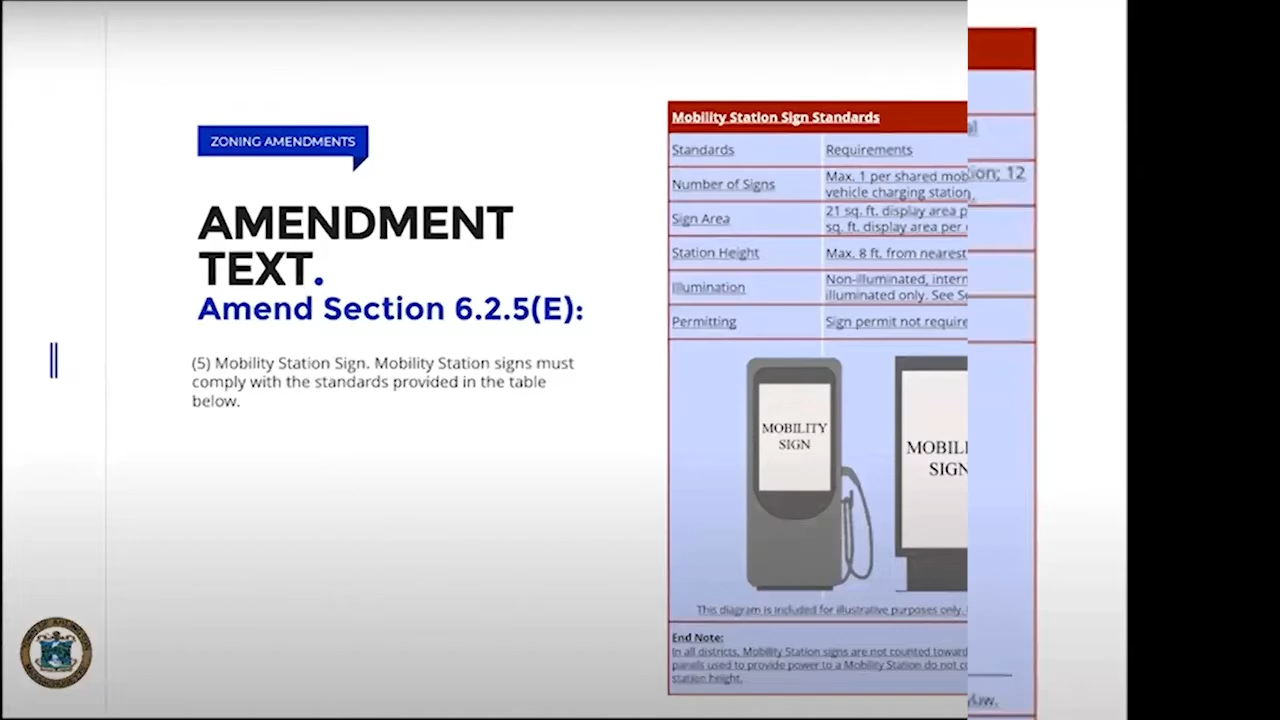 ZONING AMENDMENTS
AMENDMENT
TEXT.
Amend Section 6.2.5(E):
(5) Mobility Station Sign. Mobility Station signs must
comply with the standards provided in the table
below.
Mobility Station Sign Standards
Standards Requirements
Number of Signs Max. 1 per shared mob
vehicle charging station
Sign Area 21 sq. ft. display area p
sq. ft. display area per
Station Height Max. 8 ft. from nearest
Illumination Non-illuminated, intern
illuminated only. See Se
Permitting Sign permit not require
MOBILITY
SIGN
MOBIL
SIGN
This diagram is included for illustrative purposes only.
End Note:
In all districts, Mobility Station signs are not counted toward
panels used to provide power to a Mobility Station do not co
station height.
ion; 12